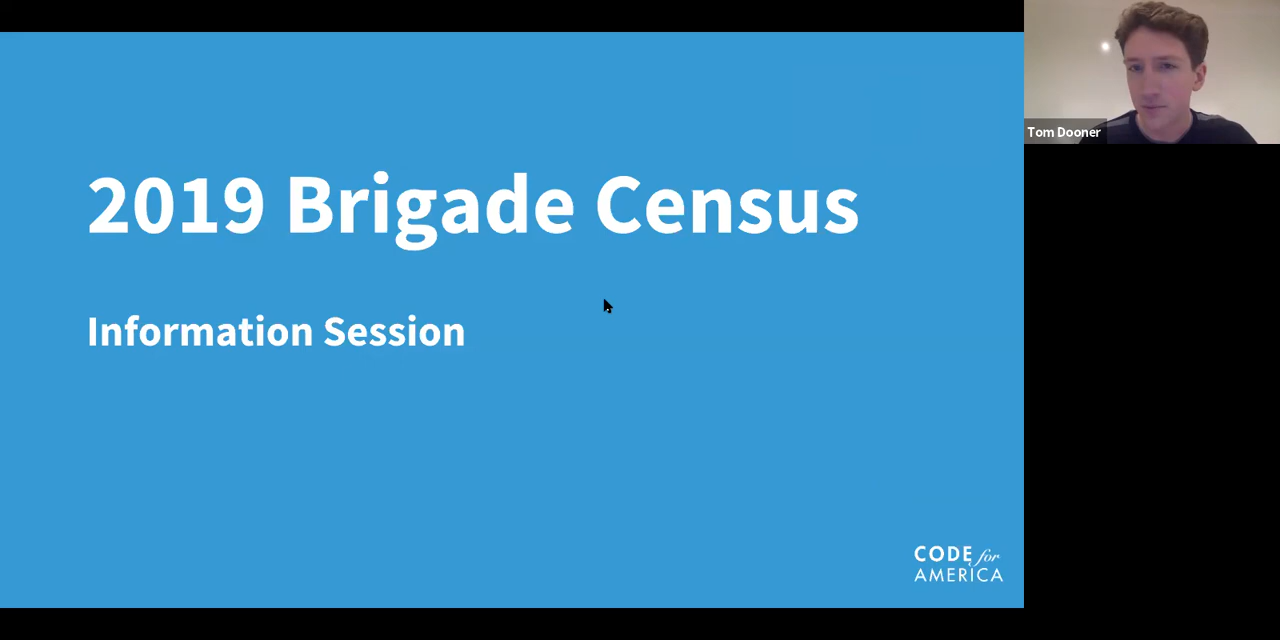 2019 Brigade Census
Information Session
CODE for
AMERICA
Tom Dooner